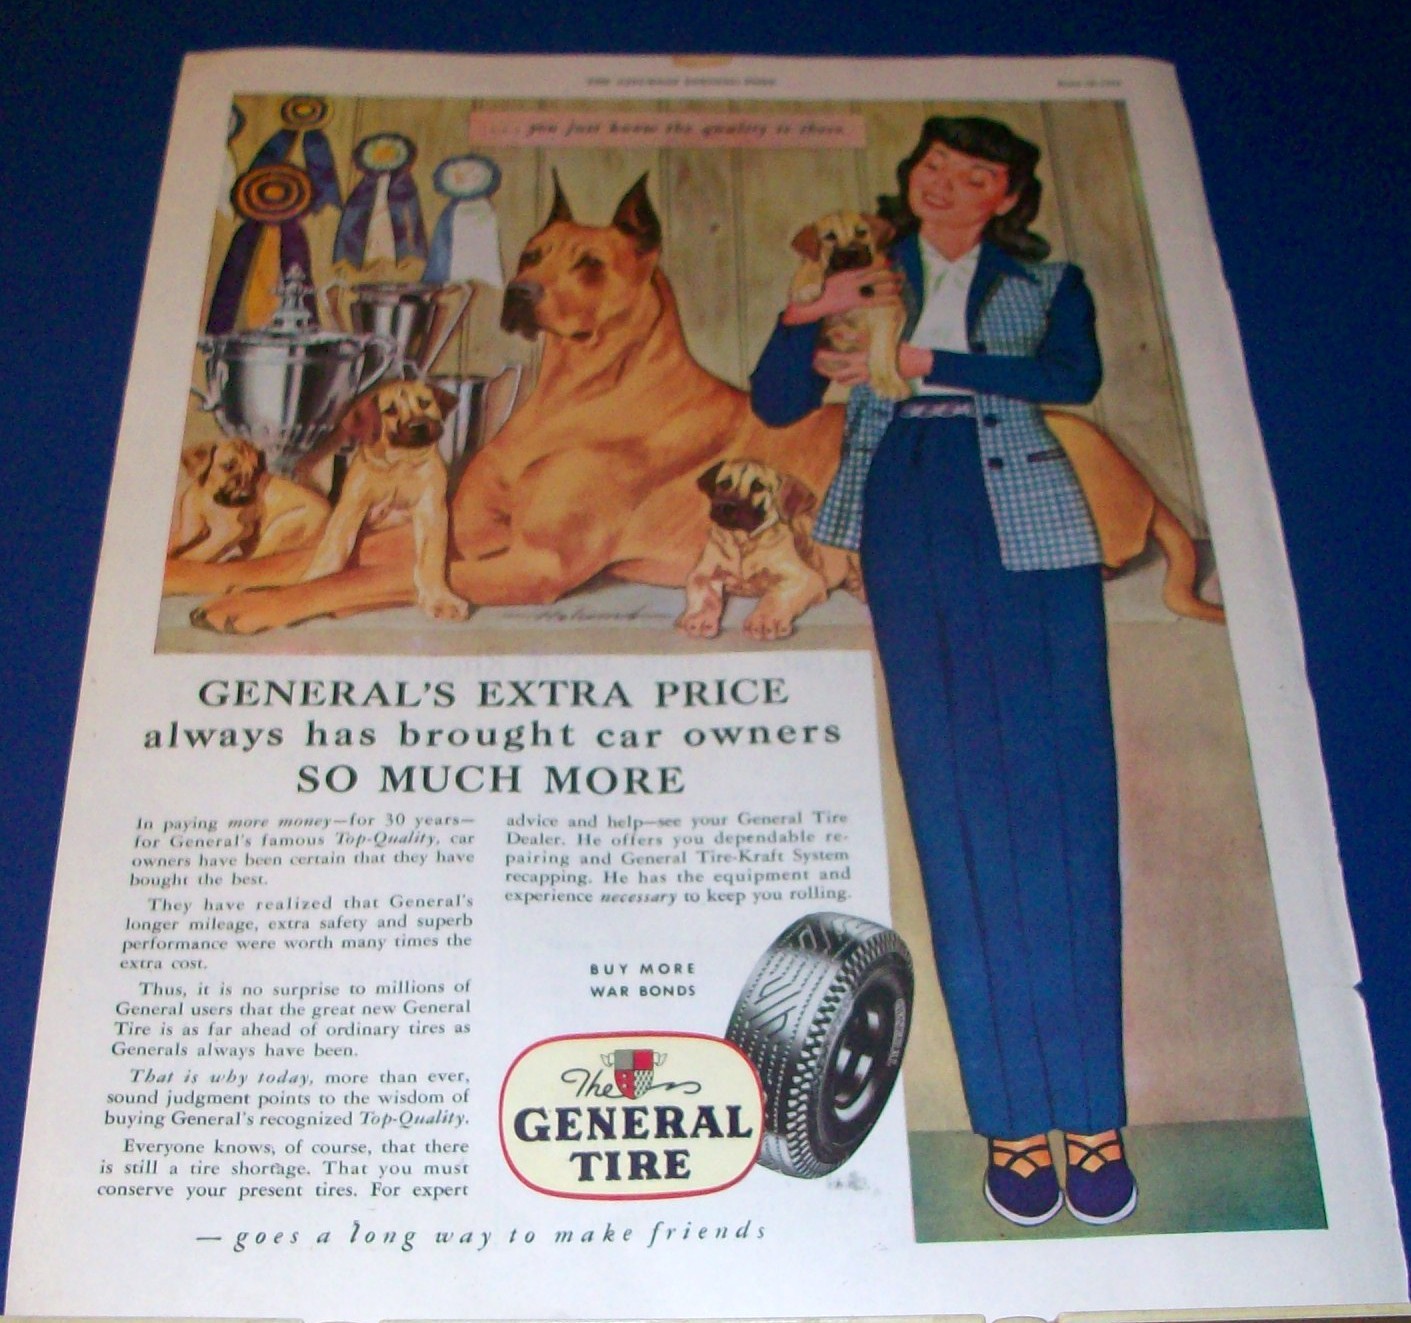 THE SATURDAY EVENING POST
. . . you just know the quality is there
GENERAL'S EXTRA PRICE
always has brought car owners
SO MUCH MORE
In paying more money—for 30 years—
for General's famous Top-Quality, car
owners have been certain that they have
bought the best.
They have realized that General's
longer mileage, extra safety and superb
performance were worth many times the
extra cost.
Thus, it is no surprise to millions of
General users that the great new General
Tire is as far ahead of ordinary tires as
Generals always have been.
That is why today, more than ever,
sound judgment points to the wisdom of
buying General's recognized Top-Quality.
Everyone knows, of course, that there
is still a tire shortage. That you must
conserve your present tires. For expert
advice and help—see your General Tire
Dealer. He offers you dependable re-
pairing and General Tire-Kraft System
recapping. He has the equipment and
experience necessary to keep you rolling.
BUY MORE
WAR BONDS
The
GENERAL
TIRE
GENERAL
— goes a long way to make friends